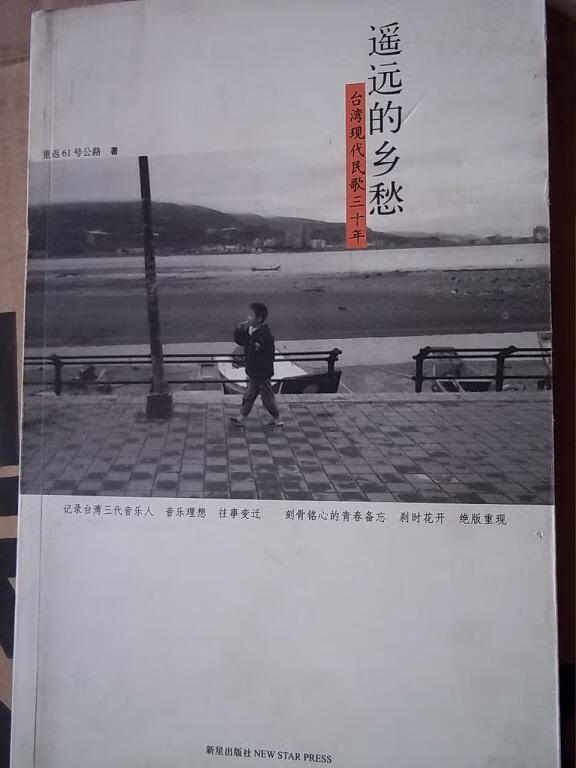 遥远的乡愁
台湾现代民歌三十年
重返61号公路 著
记录台湾三代音乐人 音乐理想 往事变迁 刻骨铭心的青春备忘 刹时花开 绝版重现
新星出版社 NEW STAR PRESS